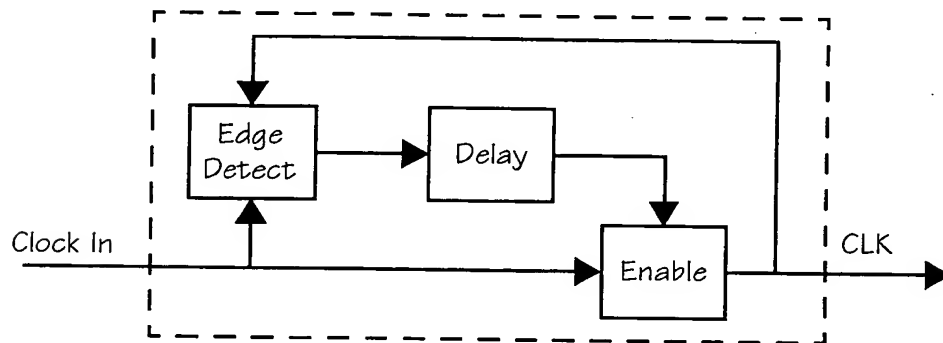 Edge
Detect
Delay
Clock In
Enable
CLK